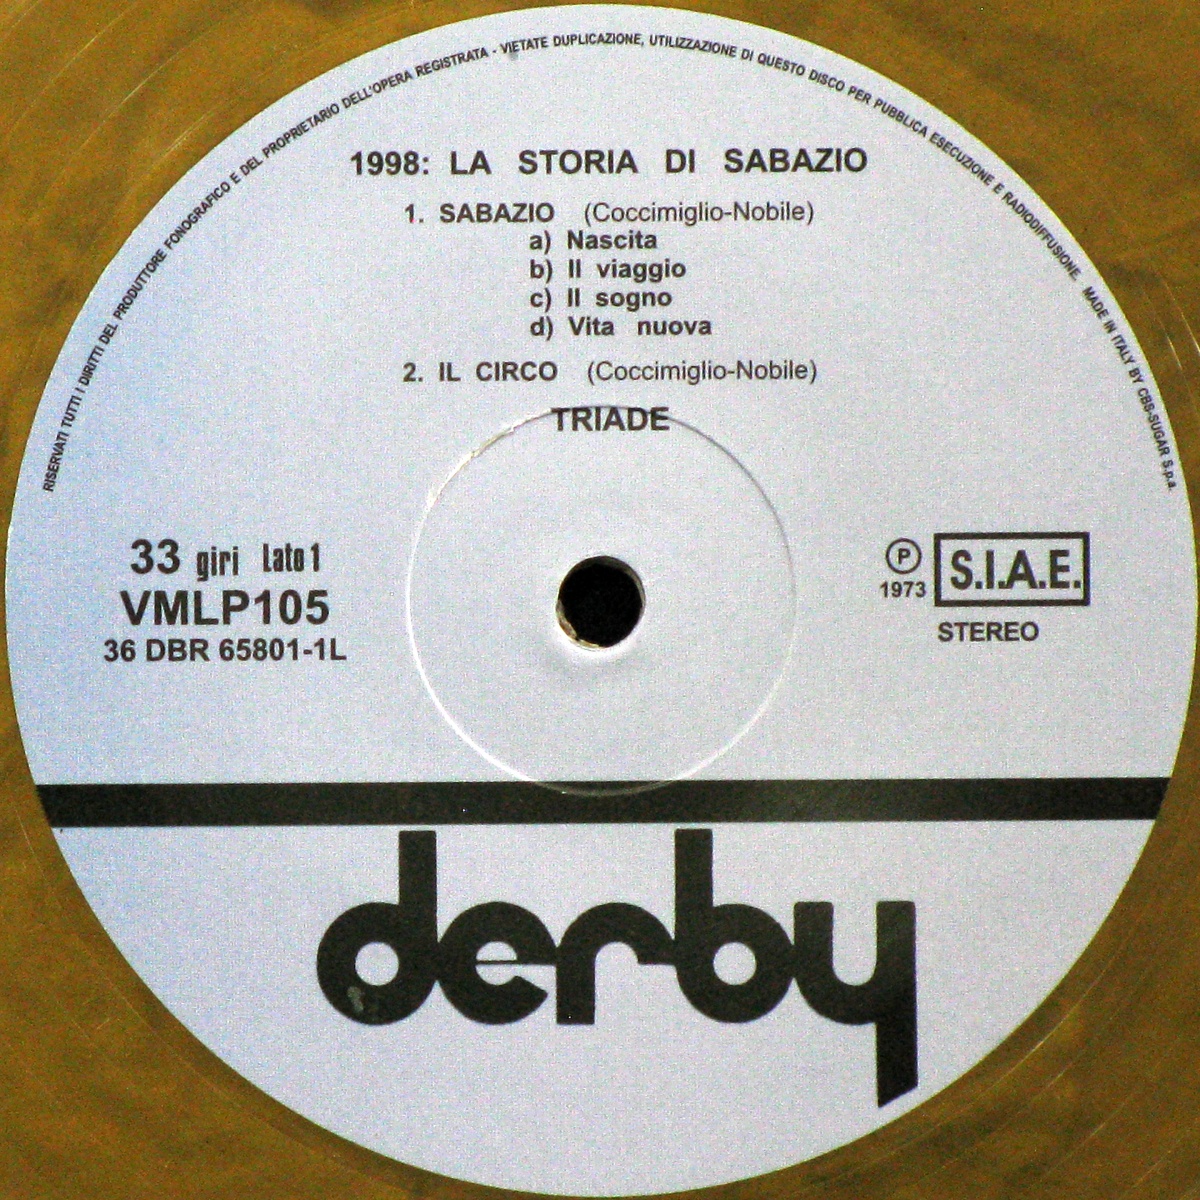 RISERVATI TUTTI I DIRITTI DEL PRODUTTORE FONOGRAFICO E DEL PROPRIETARIO DELL'OPERA REGISTRATA - VIETATE DUPLICAZIONE, UTILIZZAZIONE DI QUESTO DISCO PER PUBBLICA ESECUZIONE E RADIODIFFUSIONE. MADE IN ITALY BY CBS-SUGAR S.p.a.
1998: LA STORIA DI SABAZIO
1. SABAZIO (Coccimiglio-Nobile)
a) Nascita
b) Il viaggio
c) Il sogno
d) Vita nuova
2. IL CIRCO (Coccimiglio-Nobile)
TRIADE
33 giri Lato 1
VMLP105
36 DBR 65801-1L
P 1973 S.I.A.E.
STEREO
derby